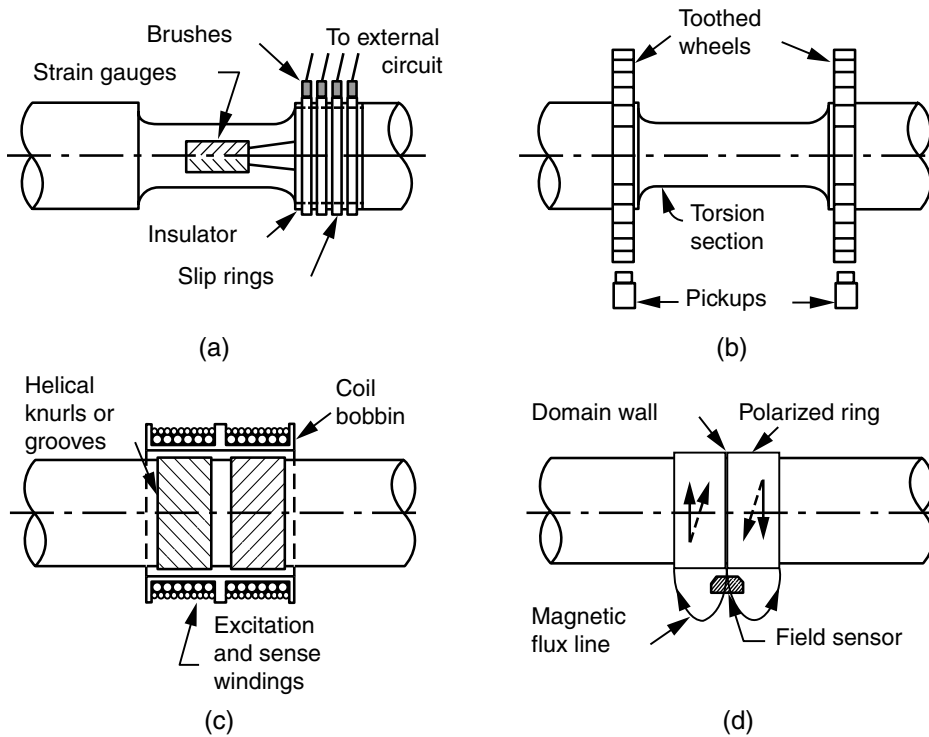 Brushes
To external
circuit
Strain gauges
Insulator
Slip rings
(a)
Toothed
wheels
Torsion
section
Pickups
(b)
Helical
knurls or
grooves
Coil
bobbin
Excitation
and sense
windings
(c)
Domain wall
Polarized ring
Magnetic
flux line
Field sensor
(d)